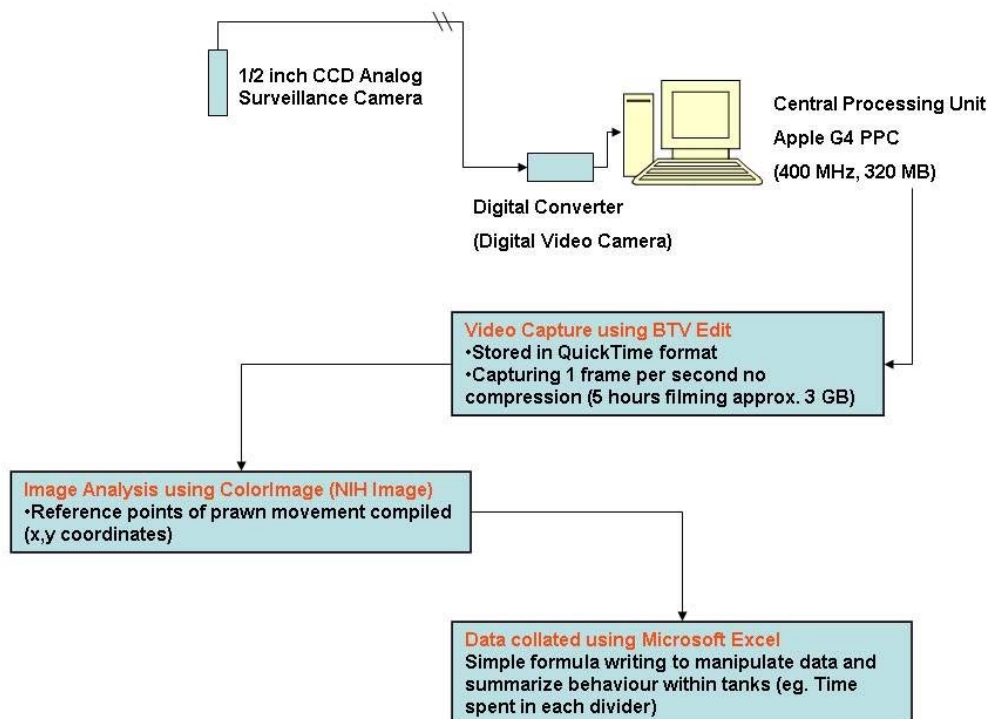 1/2 inch CCD Analog
Surveillance Camera
Central Processing Unit
Apple G4 PPC
(400 MHz, 320 MB)
Digital Converter
(Digital Video Camera)
Video Capture using BTV Edit
•Stored in QuickTime format
•Capturing 1 frame per second no
compression (5 hours filming approx. 3 GB)
Image Analysis using ColorImage (NIH Image)
•Reference points of prawn movement compiled
(x,y coordinates)
Data collated using Microsoft Excel
Simple formula writing to manipulate data and
summarize behaviour within tanks (eg. Time
spent in each divider)